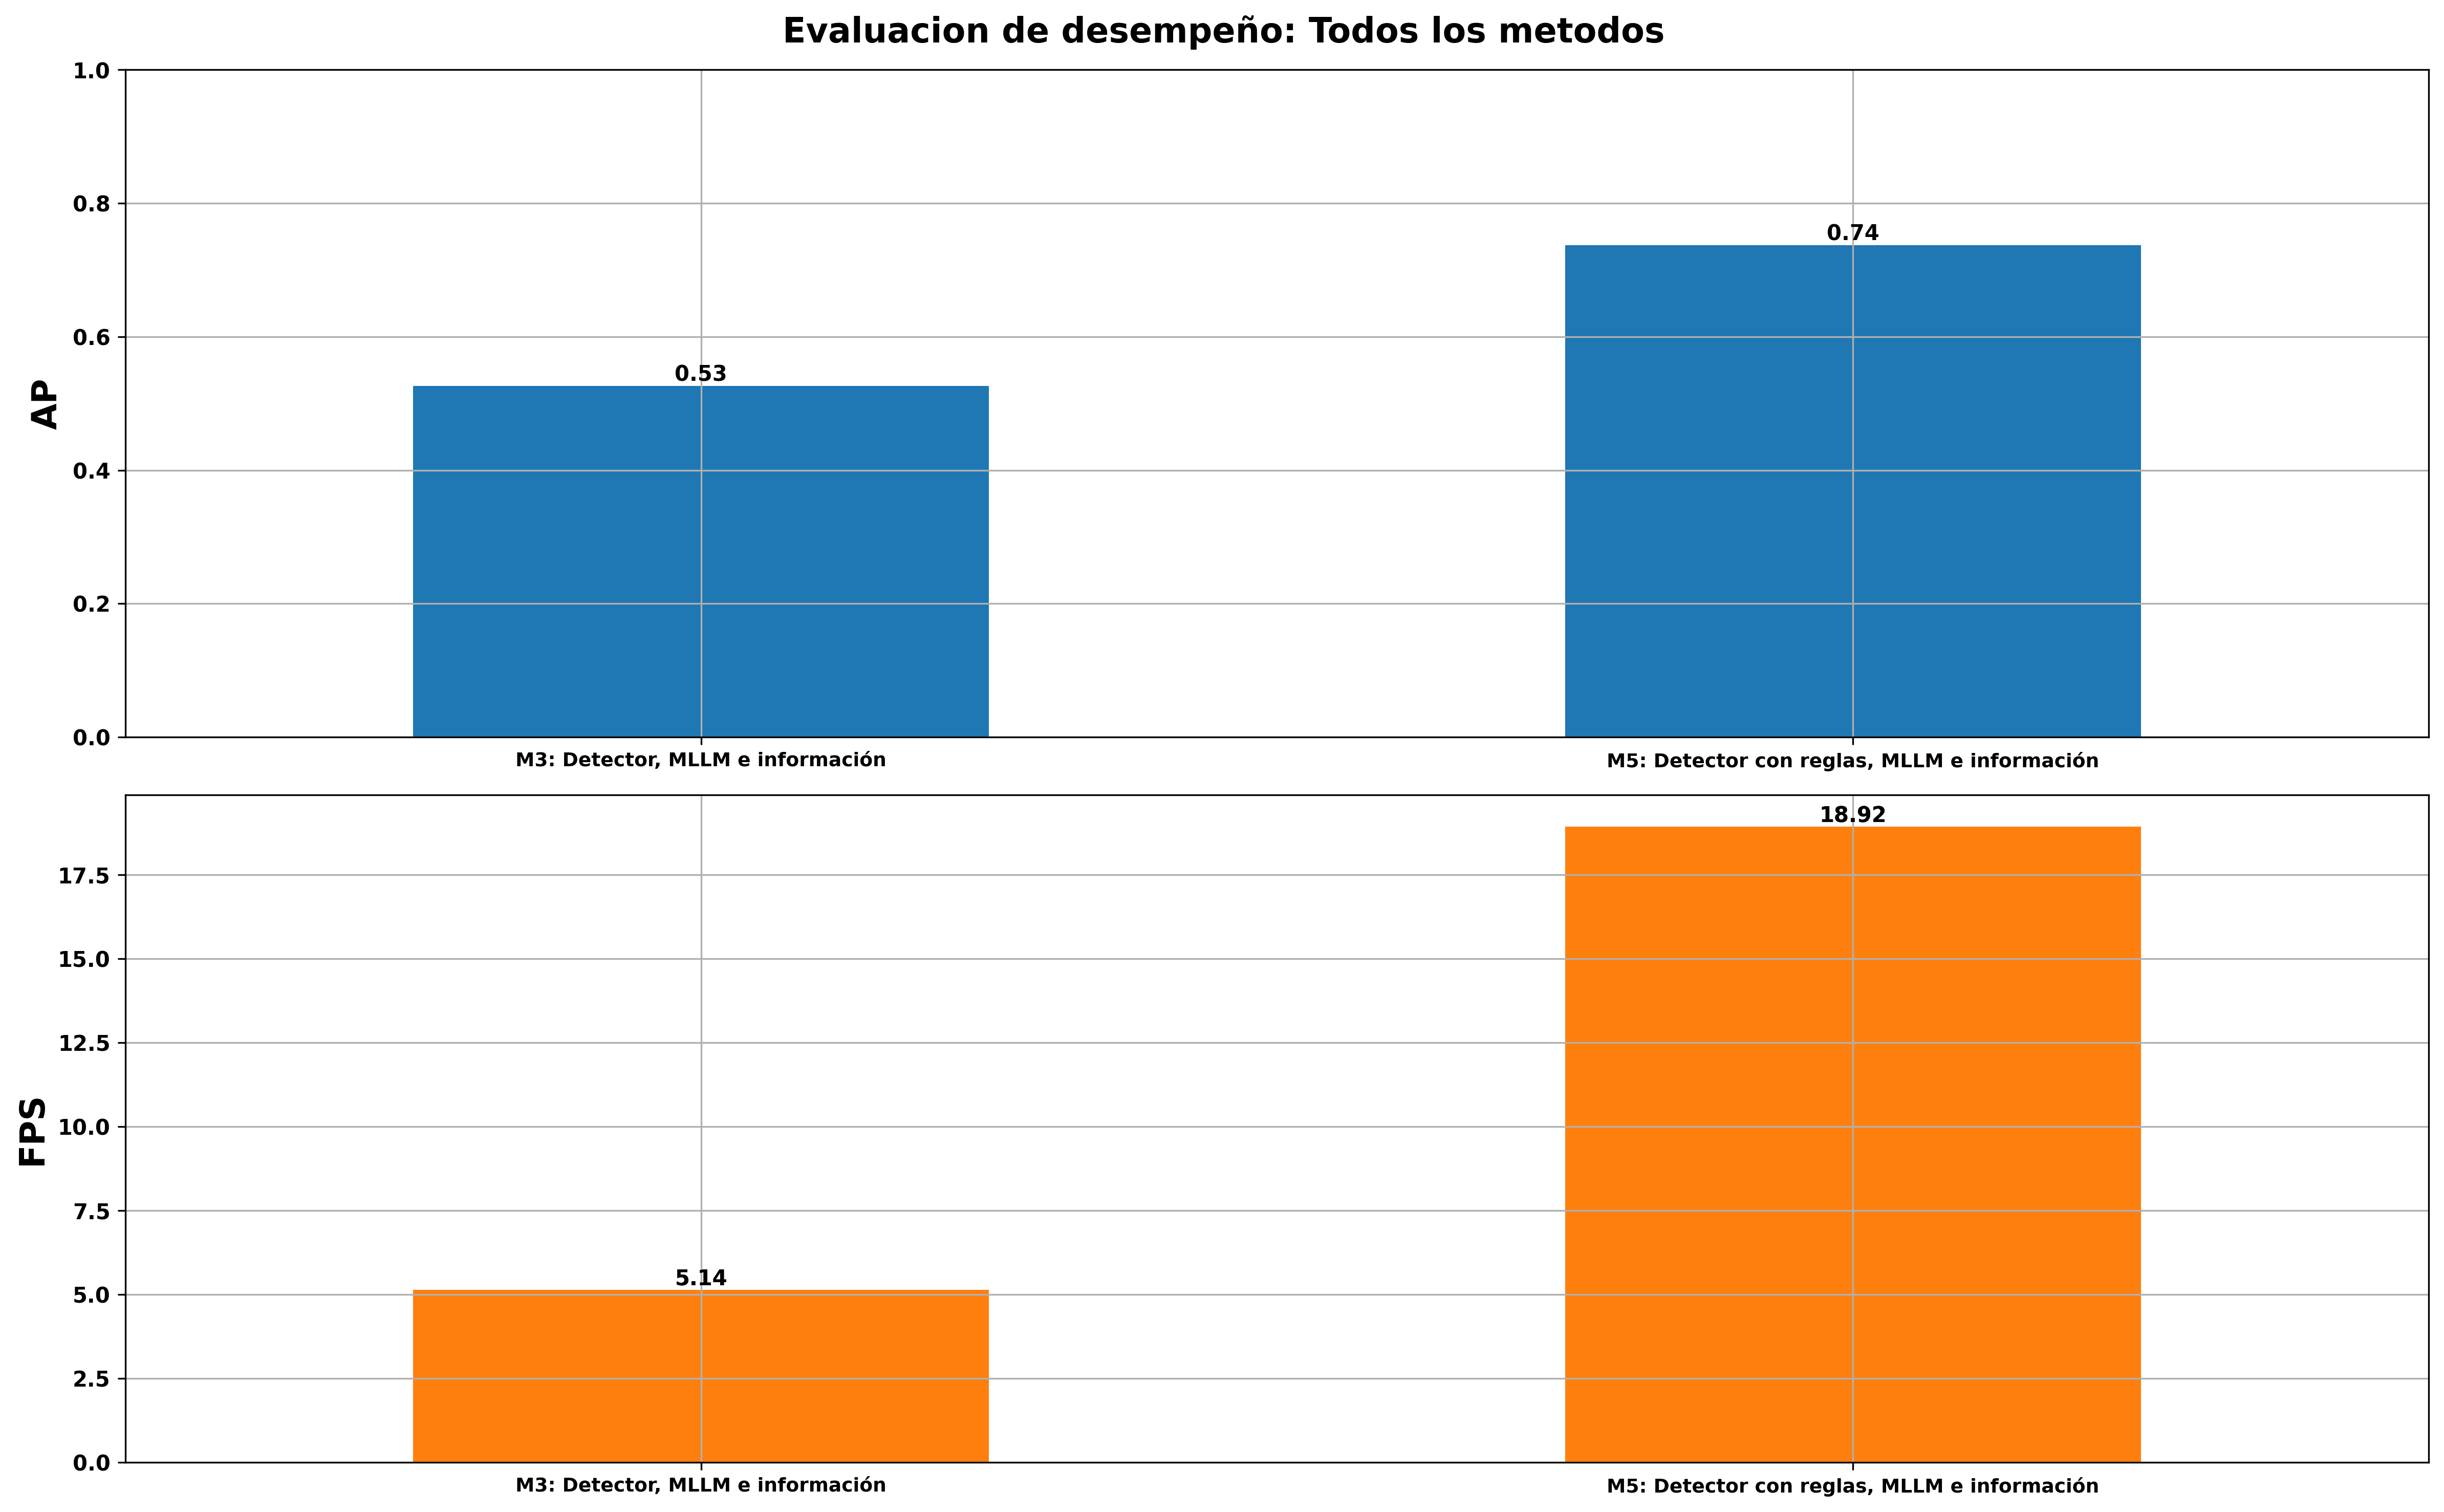 Evaluacion de desempeño: Todos los metodos
AP
1.0
0.8
0.6
0.4
0.2
0.0
0.53
0.74
M3: Detector, MLLM e información
M5: Detector con reglas, MLLM e información
FPS
17.5
15.0
12.5
10.0
7.5
5.0
2.5
0.0
5.14
18.92
M3: Detector, MLLM e información
M5: Detector con reglas, MLLM e información